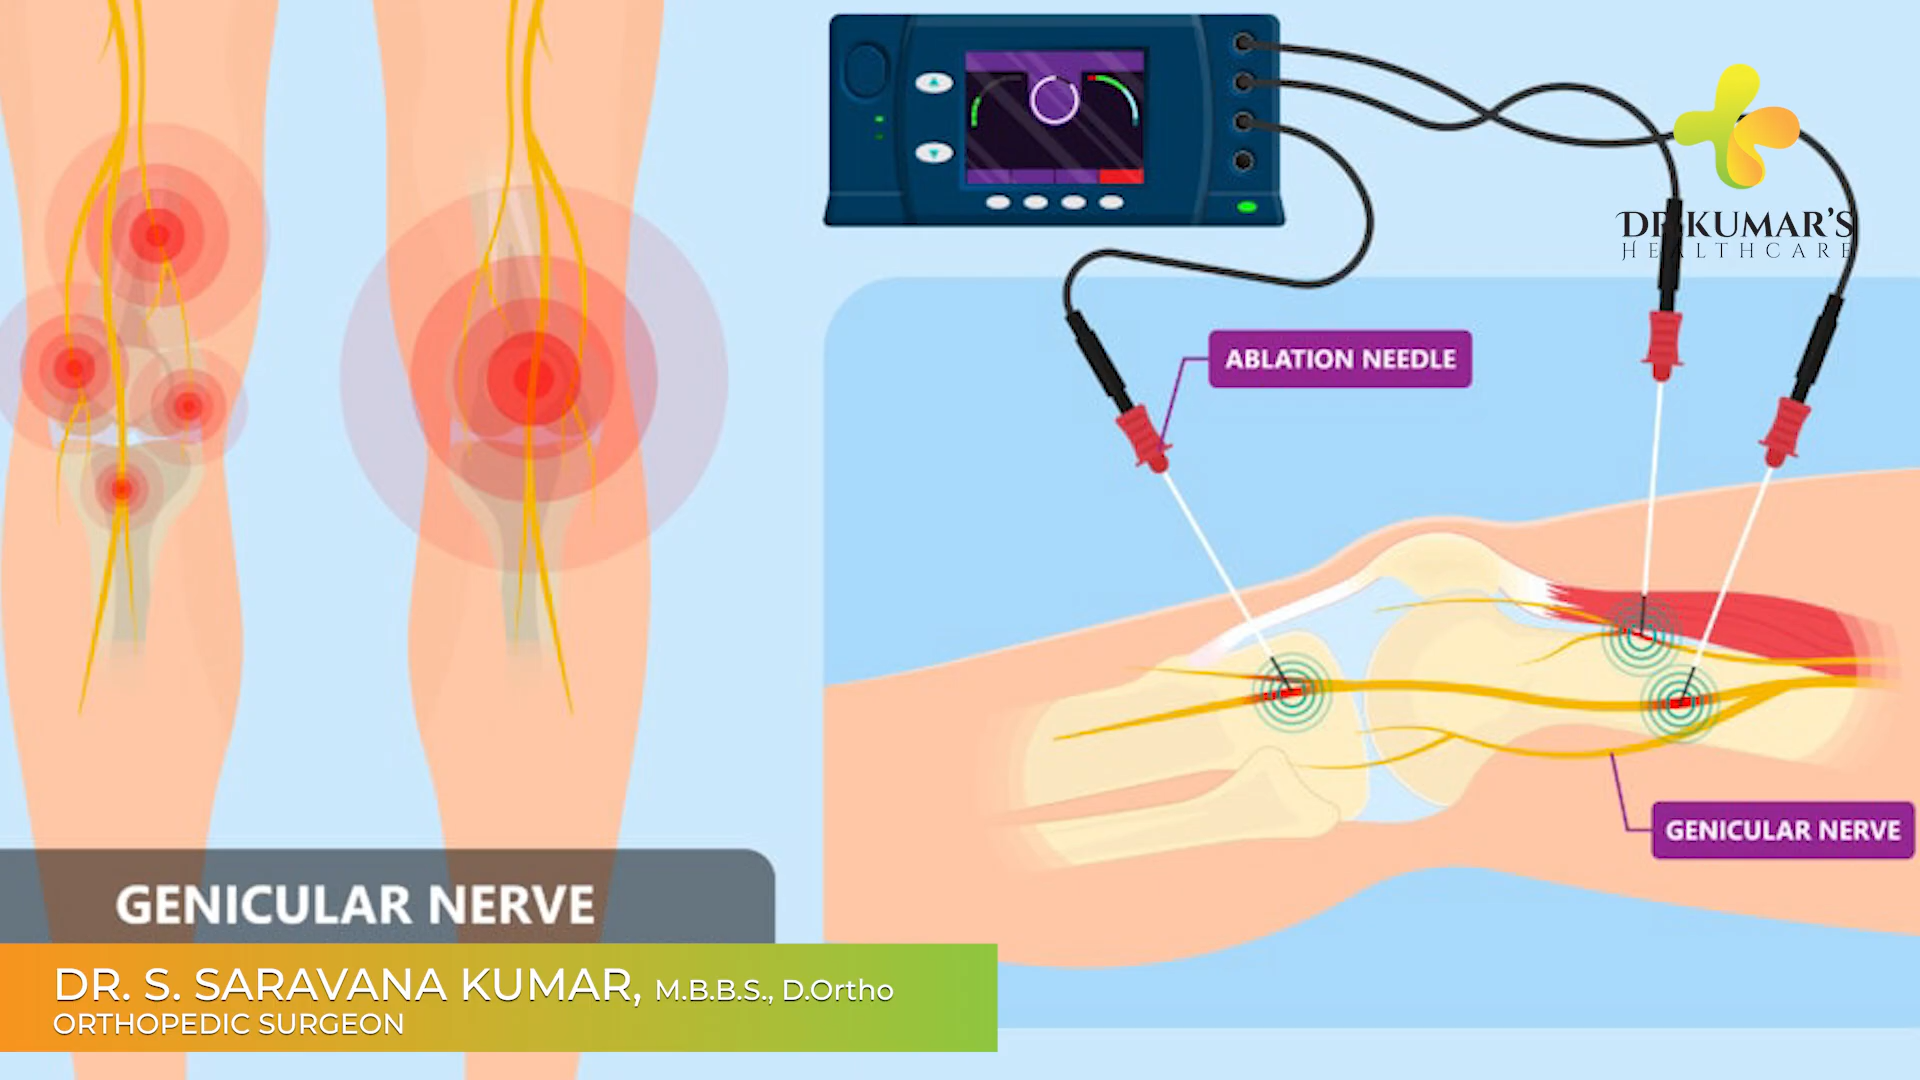 DR.KUMAR'S
HEALTHCARE
ABLATION NEEDLE
GENICULAR NERVE
GENICULAR NERVE
DR. S. SARAVANA KUMAR, M.B.B.S., D.Ortho
ORTHOPEDIC SURGEON